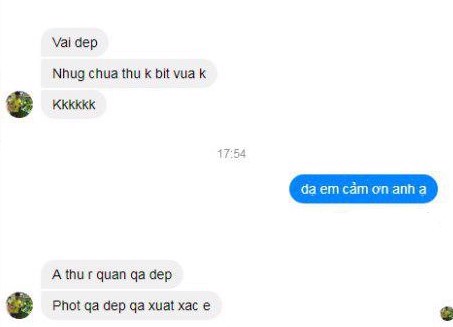 Vai dep
Nhug chua thu k bit vua k
Kkkkkk
17:54
dạ em cảm ơn anh ạ
A thu r quan qa dep
Phot qa dep qa xuat xac e